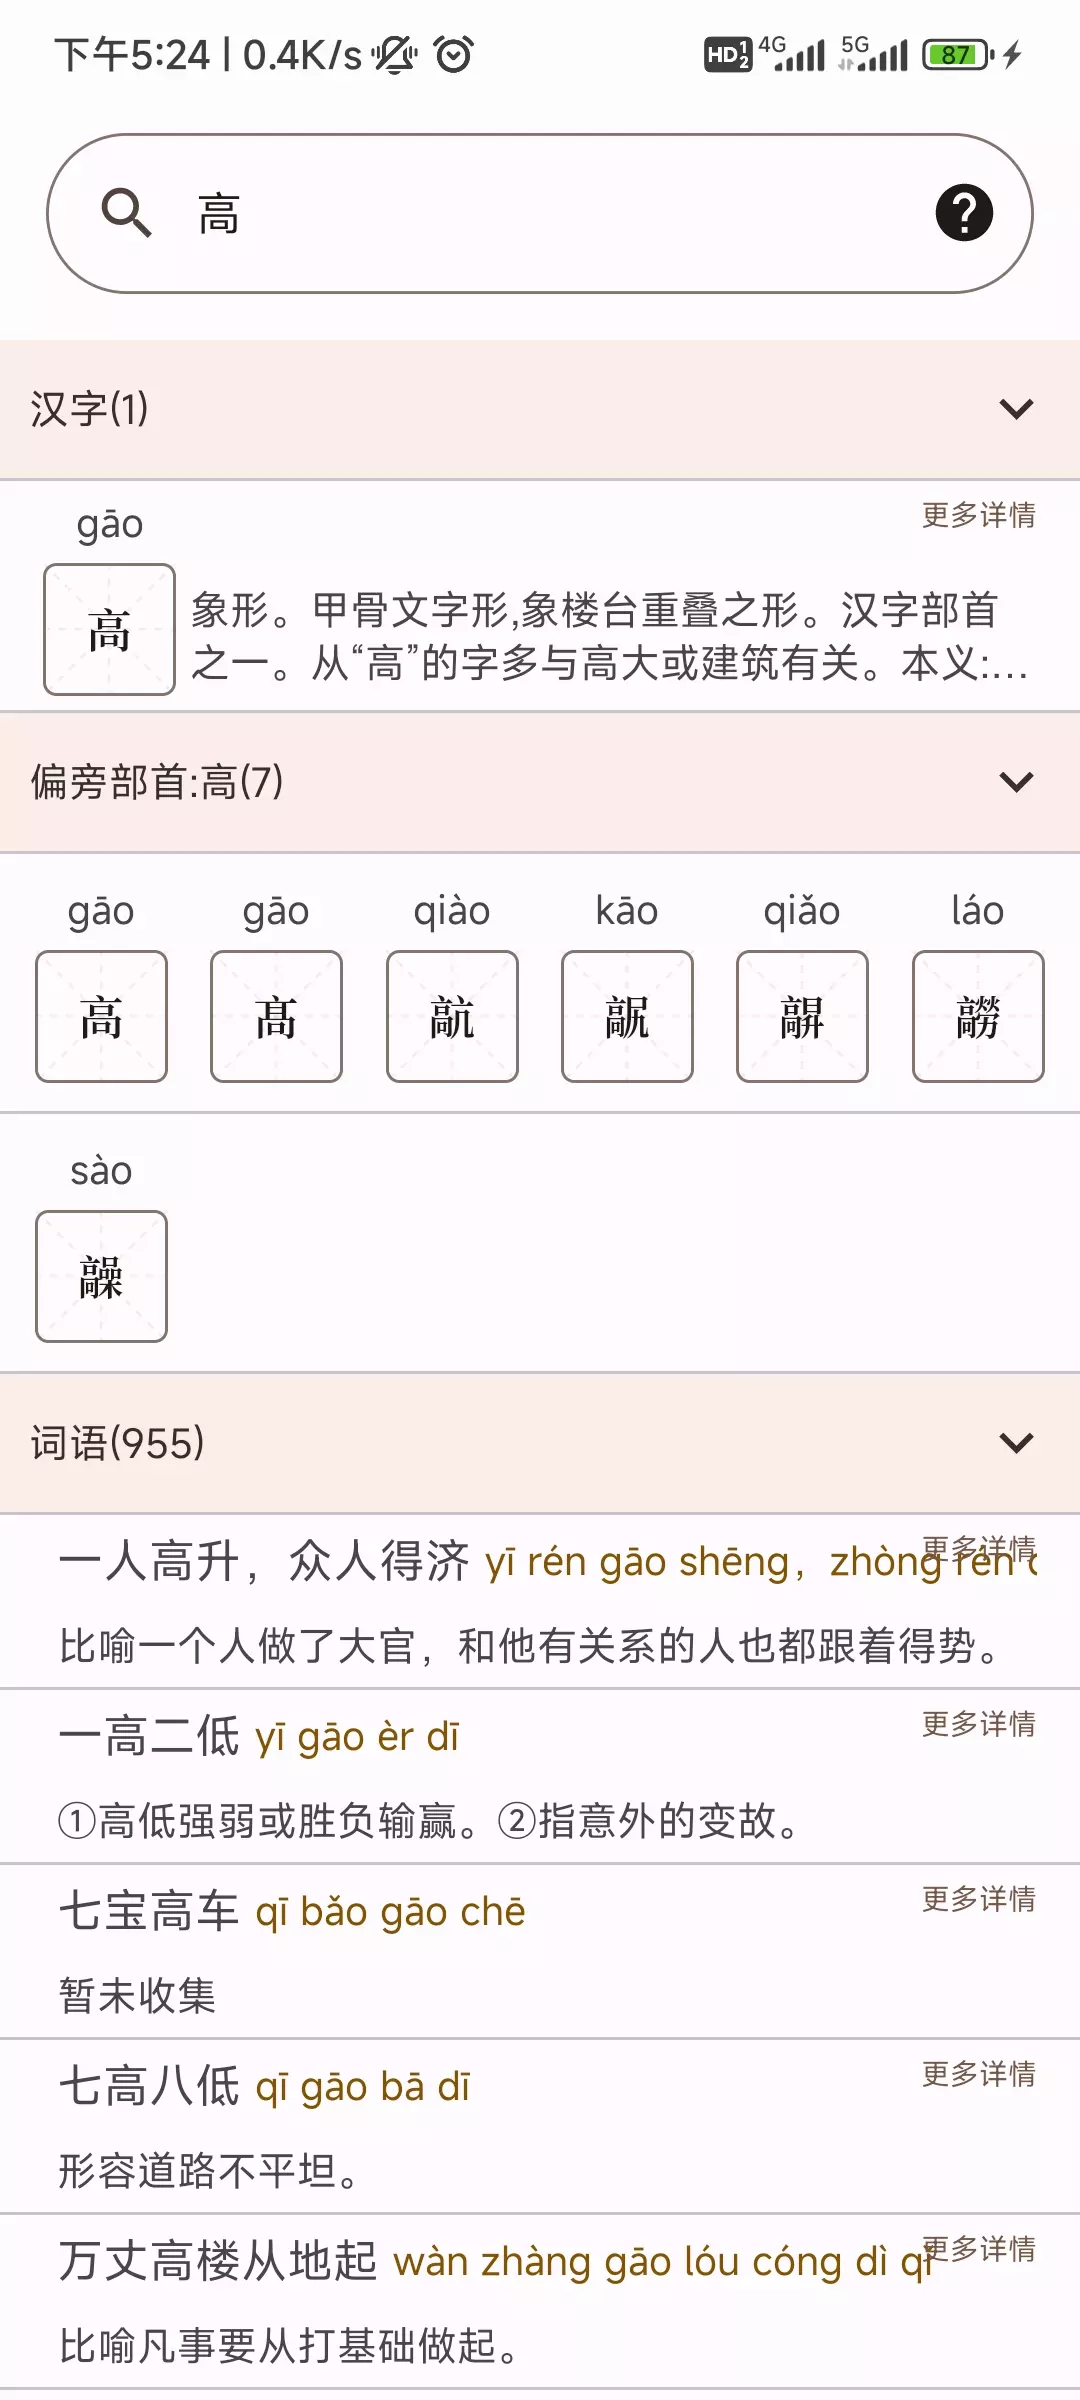 下午5:24 | 0.4K/s
HD 1 2 4G 5G 87
高
汉字(1)
gāo
更多详情
高
象形。甲骨文字形,象楼台重叠之形。汉字部首
之一。从“高”的字多与高大或建筑有关。本义:...
偏旁部首:高(7)
gāo gāo qiào kāo qiǎo láo
高 髙 髚 髛 髜 髝
sào
髞
词语(955)
一人高升，众人得济 yī rén gāo shēng，zhòng rén
更多详情
比喻一个人做了大官，和他有关系的人也都跟着得势。
一高二低 yī gāo èr dī
更多详情
①高低强弱或胜负输赢。②指意外的变故。
七宝高车 qī bǎo gāo chē
更多详情
暂未收集
七高八低 qī gāo bā dī
更多详情
形容道路不平坦。
万丈高楼从地起 wàn zhàng gāo lóu cóng dì qǐ
更多详情
比喻凡事要从打基础做起。